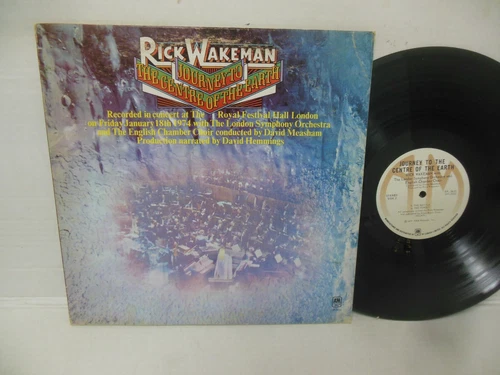 RICK WAKEMAN
JOURNEY TO
THE CENTRE OF THE EARTH
Recorded in concert at The Royal Festival Hall London
on Friday January 18th 1974 with The London Symphony Orchestra
and The English Chamber Choir conducted by David Measham
Production narrated by David Hemmings
A&M
JOURNEY TO THE
CENTRE OF THE EARTH
RICK WAKEMAN